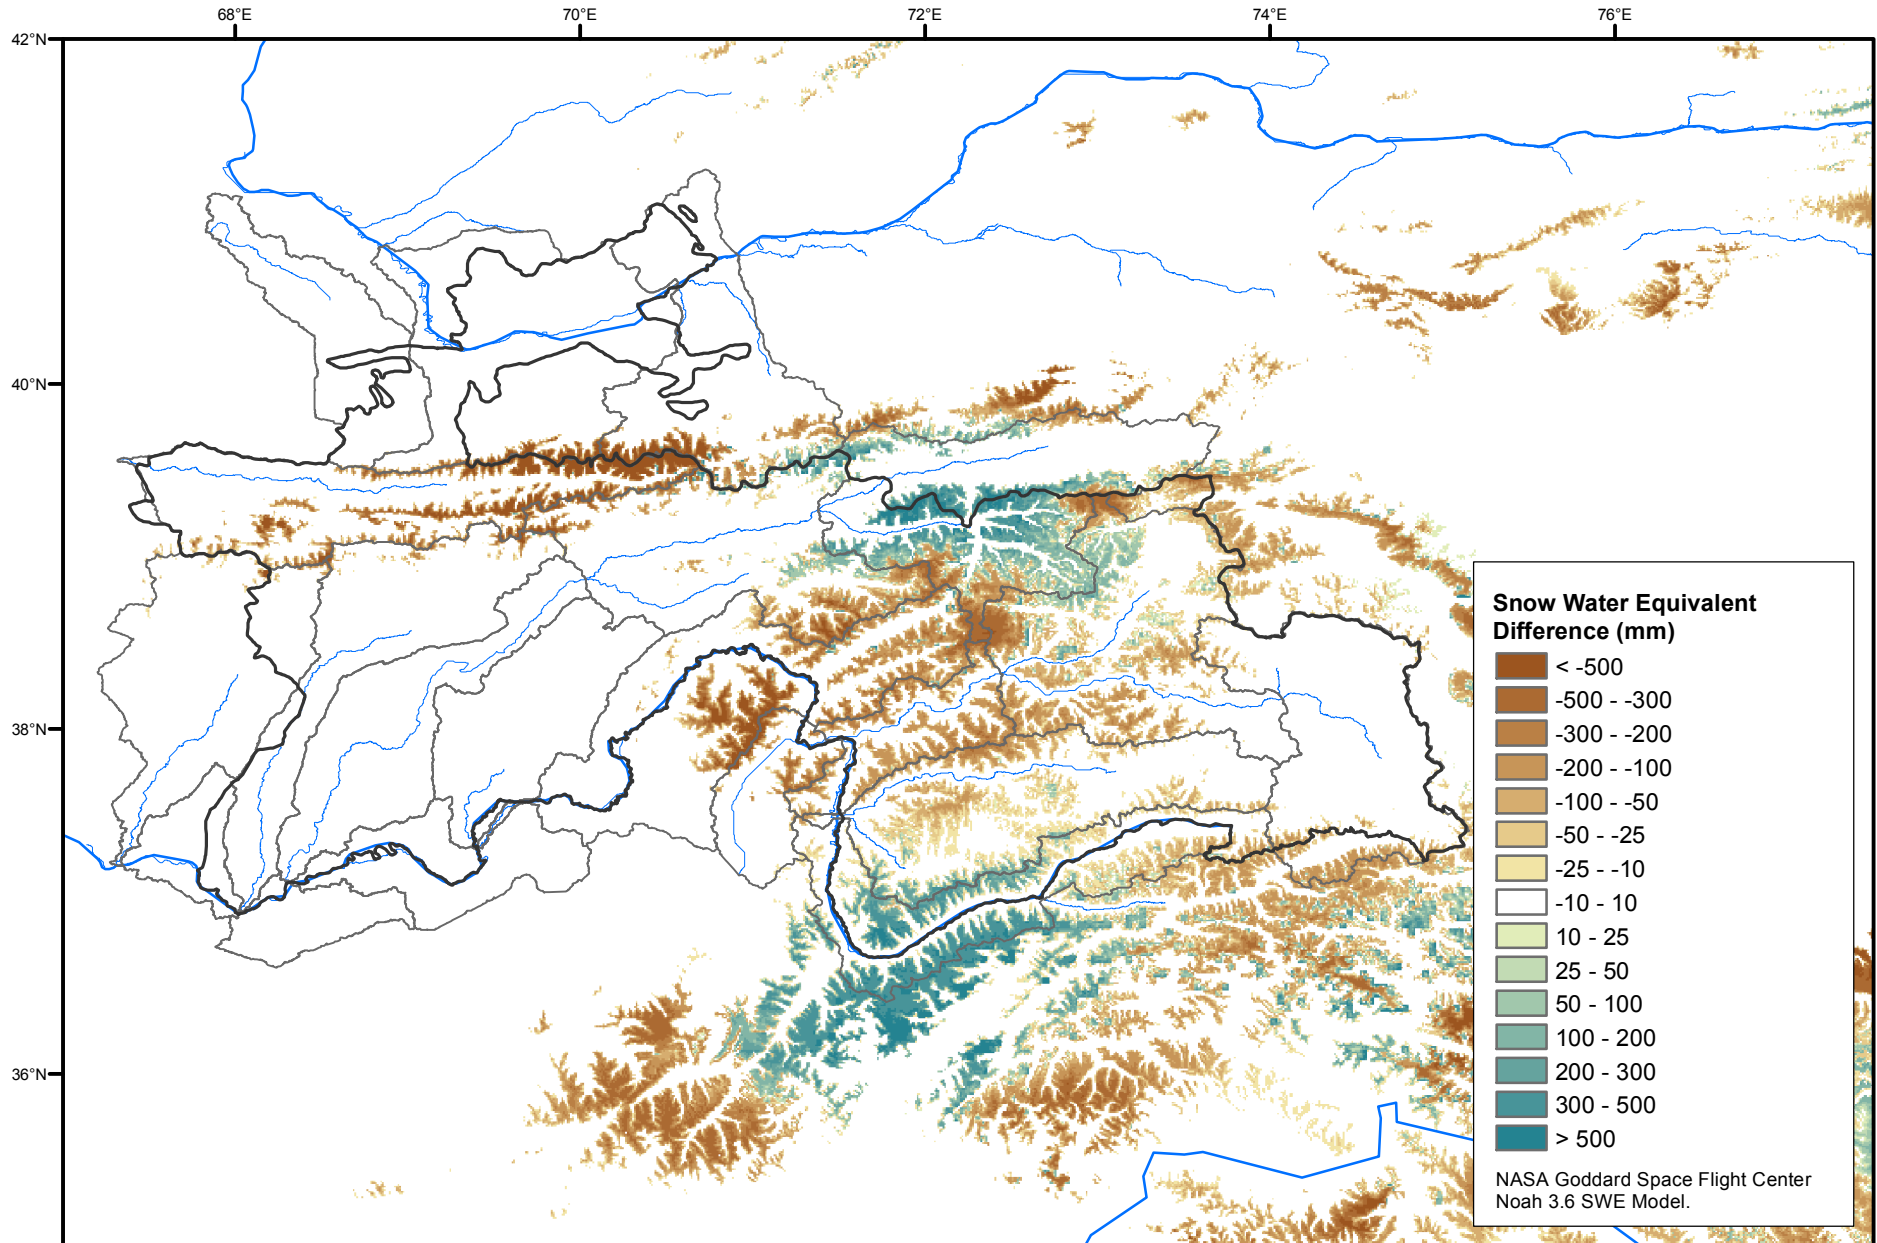 68°E 70°E 72°E 74°E 76°E
42°N
40°N
38°N
36°N
Snow Water Equivalent
Difference (mm)
< -500
-500 - -300
-300 - -200
-200 - -100
-100 - -50
-50 - -25
-25 - -10
-10 - 10
10 - 25
25 - 50
50 - 100
100 - 200
200 - 300
300 - 500
> 500
NASA Goddard Space Flight Center
Noah 3.6 SWE Model.